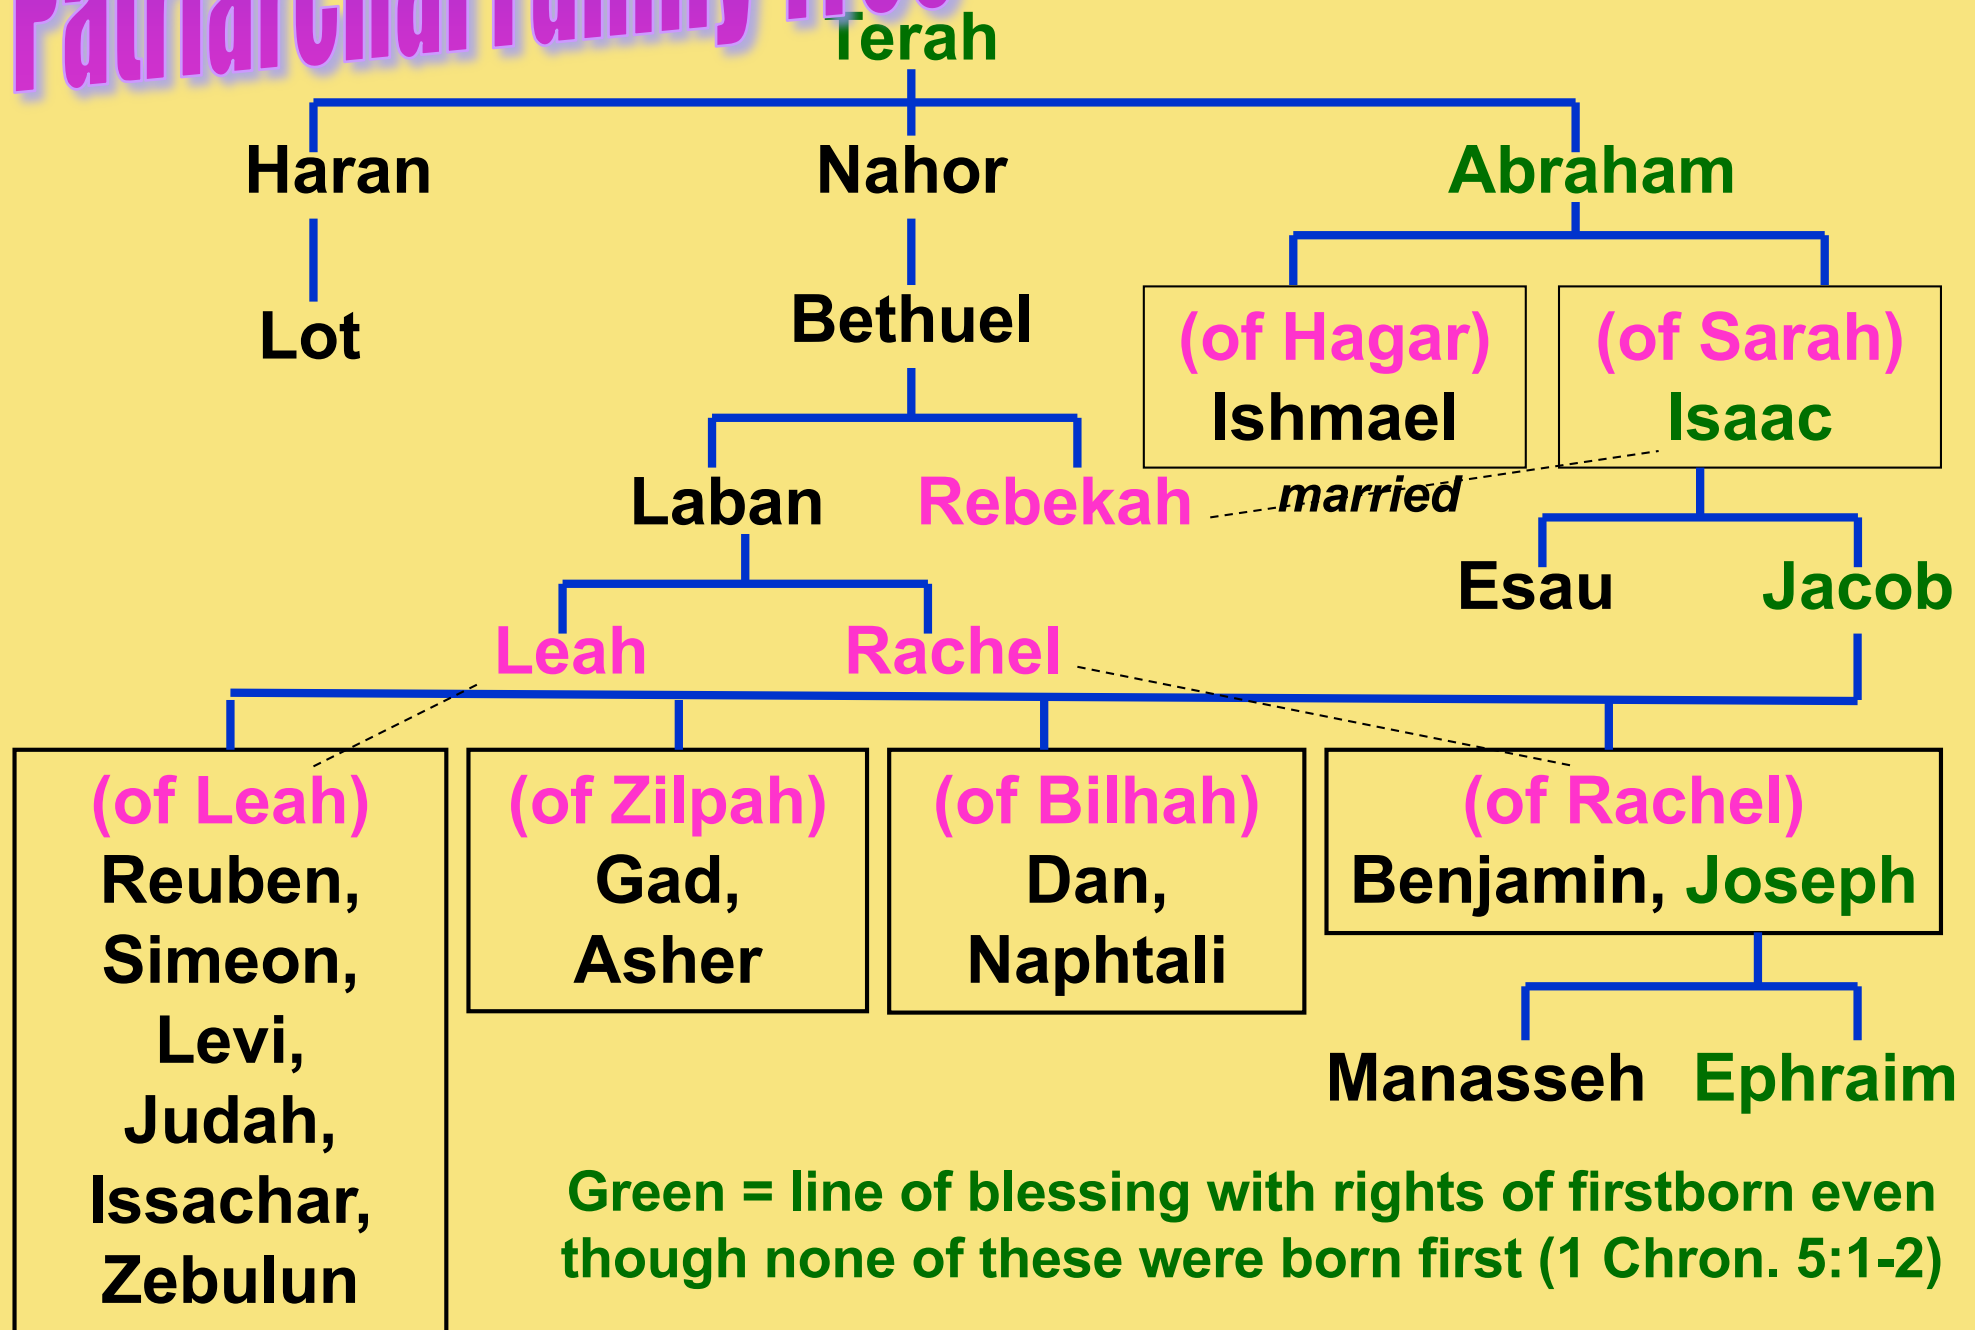 Patriarchal Family Tree
Terah
Haran Nahor Abraham
Lot
Bethuel
(of Hagar)
Ishmael
(of Sarah)
Isaac
Laban Rebekah married
Esau Jacob
Leah Rachel
(of Leah)
Reuben,
Simeon,
Levi,
Judah,
Issachar,
Zebulun
(of Zilpah)
Gad,
Asher
(of Bilhah)
Dan,
Naphtali
(of Rachel)
Benjamin, Joseph
Manasseh Ephraim
Green = line of blessing with rights of firstborn even
though none of these were born first (1 Chron. 5:1-2)